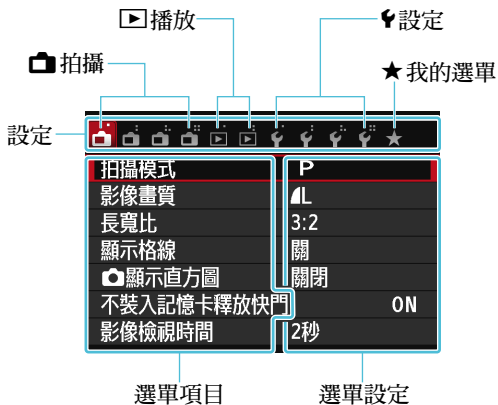 播放
設定
拍攝
我的選單
設定
拍攝模式 P
影像畫質 L
長寬比 3:2
顯示格線 關
顯示直方圖 關閉
不裝入記憶卡釋放快門 ON
影像檢視時間 2秒
選單項目
選單設定